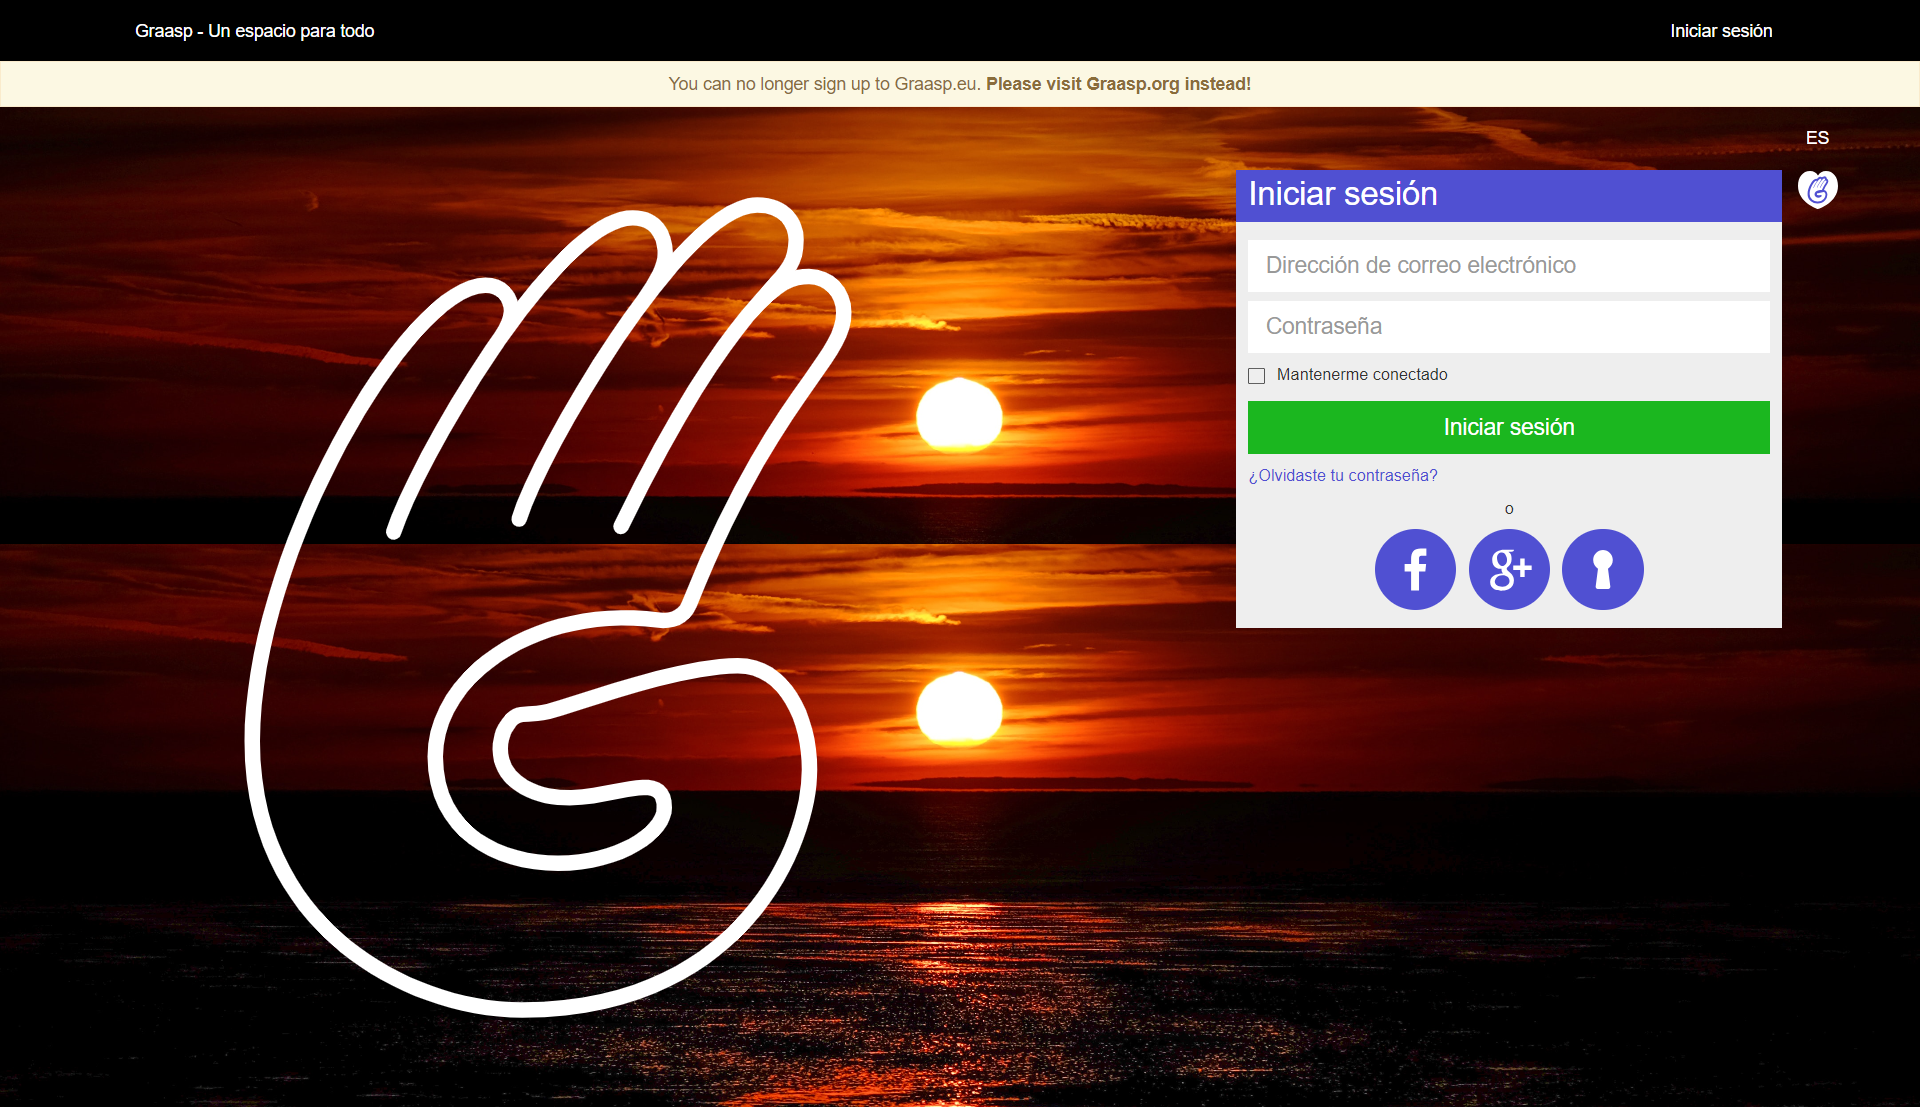 Graasp - Un espacio para todo
Iniciar sesión
You can no longer sign up to Graasp.eu. Please visit Graasp.org instead!
ES
Iniciar sesión
Dirección de correo electrónico
Contraseña
Mantenerme conectado
Iniciar sesión
¿Olvidaste tu contraseña?
o
f g+